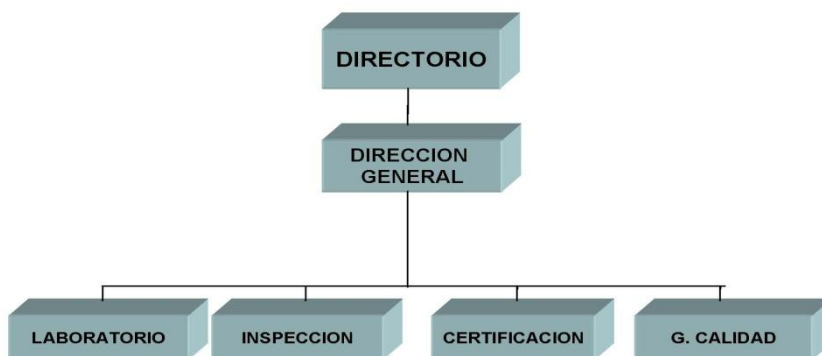 DIRECTORIO
DIRECCION
GENERAL
LABORATORIO
INSPECCION
CERTIFICACION
G. CALIDAD